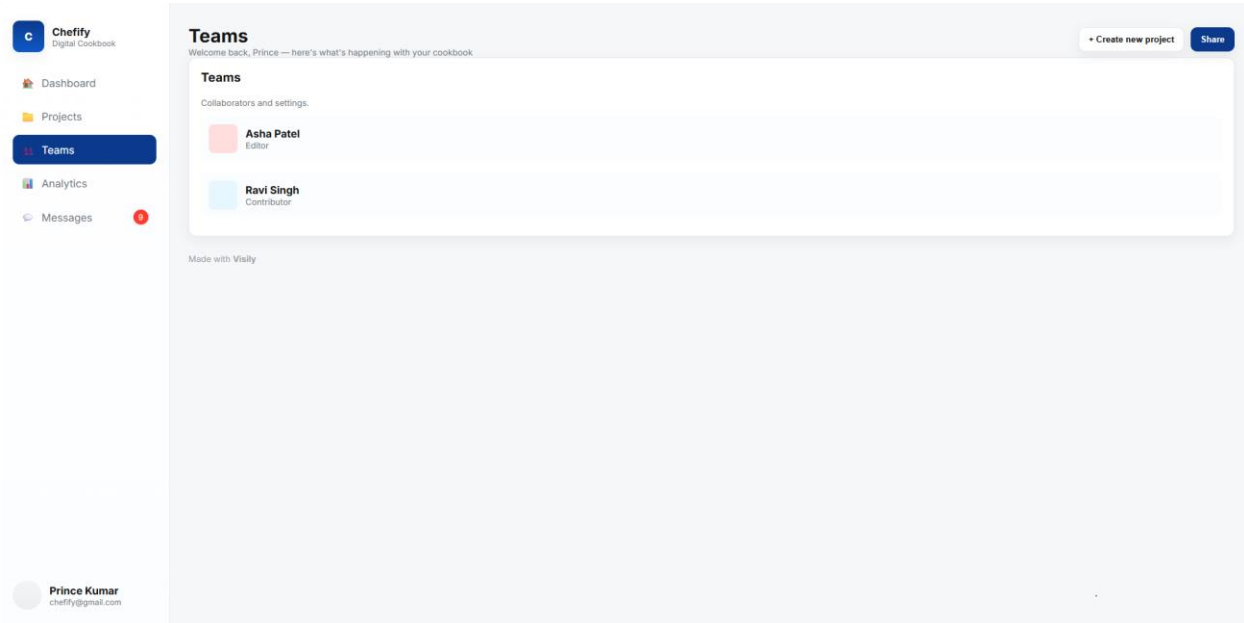 C
Chefify
Digital Cookbook
Dashboard
Projects
Teams
Analytics
Messages
9
Prince Kumar
chefify@gmail.com
Teams
Welcome back, Prince — here's what's happening with your cookbook
+ Create new project
Share
Teams
Collaborators and settings.
Asha Patel
Editor
Ravi Singh
Contributor
Made with Visily